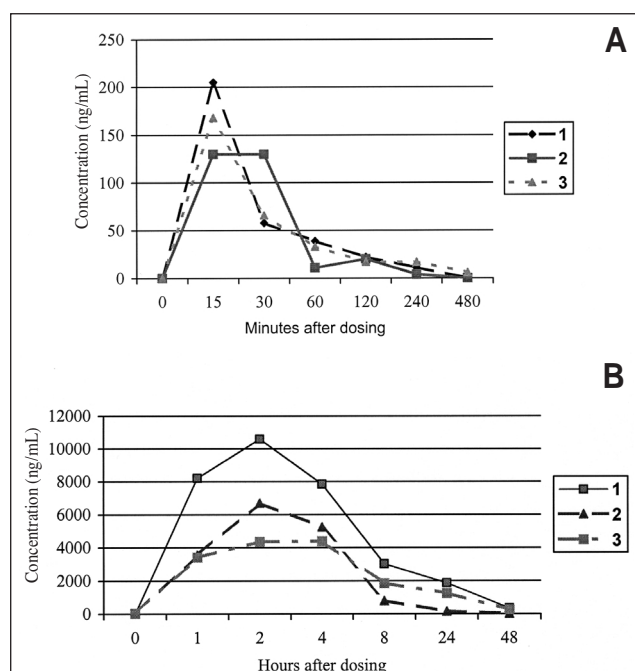 A
250
200
150
100
50
0
Concentration (ng/mL)
0 15 30 60 120 240 480
Minutes after dosing
1
2
3
B
12000
10000
8000
6000
4000
2000
0
Concentration (ng/mL)
0 1 2 4 8 24 48
Hours after dosing
1
2
3